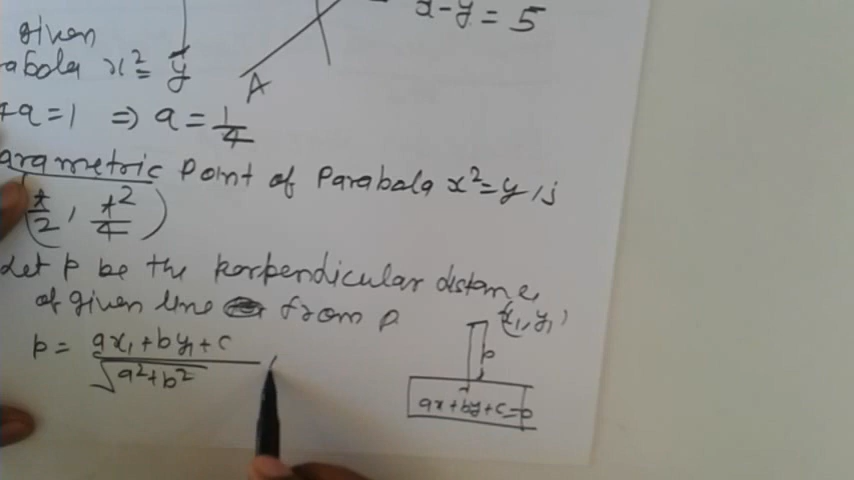 x-y = 5
given
abola x² = y
A
4a = 1 ⇒ a = 1/4
arametric Point of Parabola x² = y is
(t/2, t²/4)
Let p be the perpendicular distance
of given line from P
(x₁, y₁)
p = ax₁+by₁+c / √a²+b²
p
ax+by+c=0